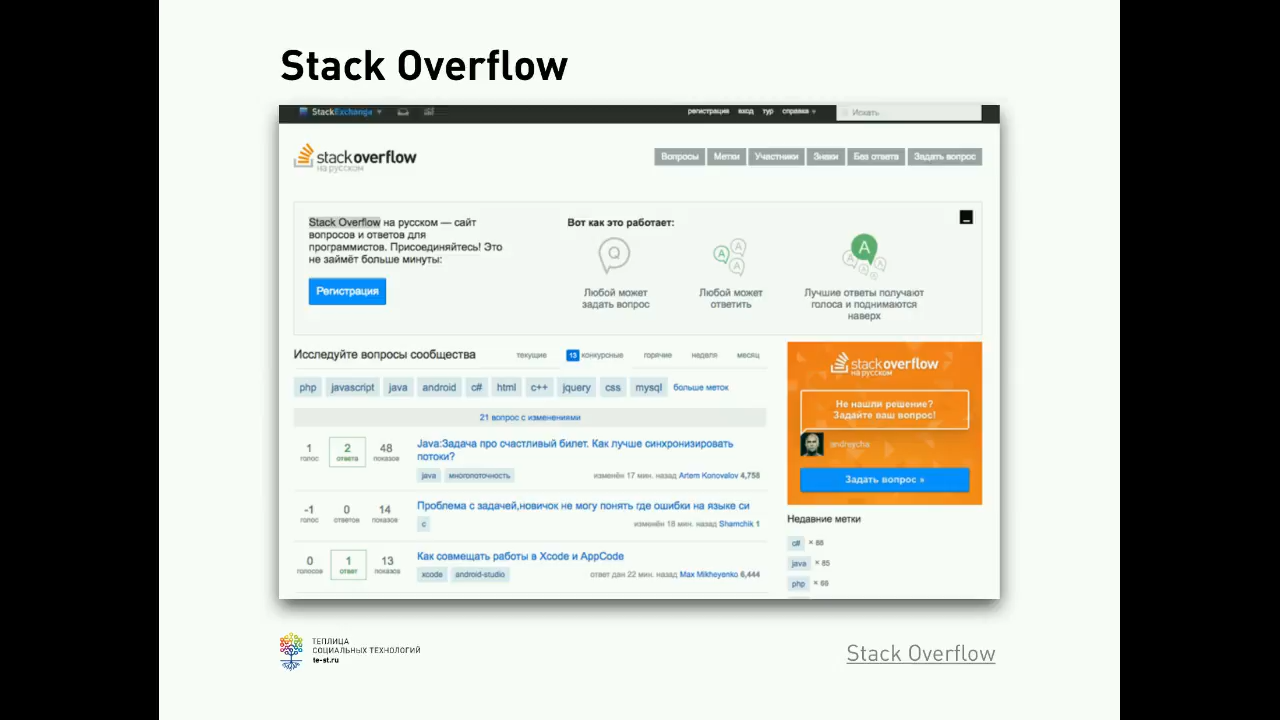 Stack Overflow
StackExchange
регистрация вход тур справка
Искать
stackoverflow
на русском
Вопросы Метки Участники Знаки Без ответа Задать вопрос
Stack Overflow на русском — сайт
вопросов и ответов для
программистов. Присоединяйтесь! Это
не займёт больше минуты:
Регистрация
Вот как это работает:
Q
Любой может
задать вопрос
A
A
A
Любой может
ответить
A
A
A
Лучшие ответы получают
голоса и поднимаются
наверх
Исследуйте вопросы сообщества
текущие 13 конкурсные горячие неделя месяц
php javascript java android c# html c++ jquery css mysql больше меток
21 вопрос с изменениями
1 голос 2 ответа 48 показов
Java:Задача про счастливый билет. Как лучше синхронизировать
потоки?
java многопоточность
изменён 17 мин. назад Artem Konovalov 4,758
-1 голос 0 ответов 14 показов
Проблема с задачей,новичок не могу понять где ошибки на языке си
c
изменён 18 мин. назад Shamchik 1
0 голосов 1 ответ 13 показов
Как совмещать работы в Xcode и AppCode
xcode android-studio
ответ дан 22 мин. назад Max Mikheyenko 6,444
stackoverflow
на русском
Не нашли решение?
Задайте ваш вопрос!
andreycha
Задать вопрос »
Недавние метки
c# × 88
java × 85
php × 69
ТЕПЛИЦА
СОЦИАЛЬНЫХ ТЕХНОЛОГИЙ
te-st.ru
Stack Overflow